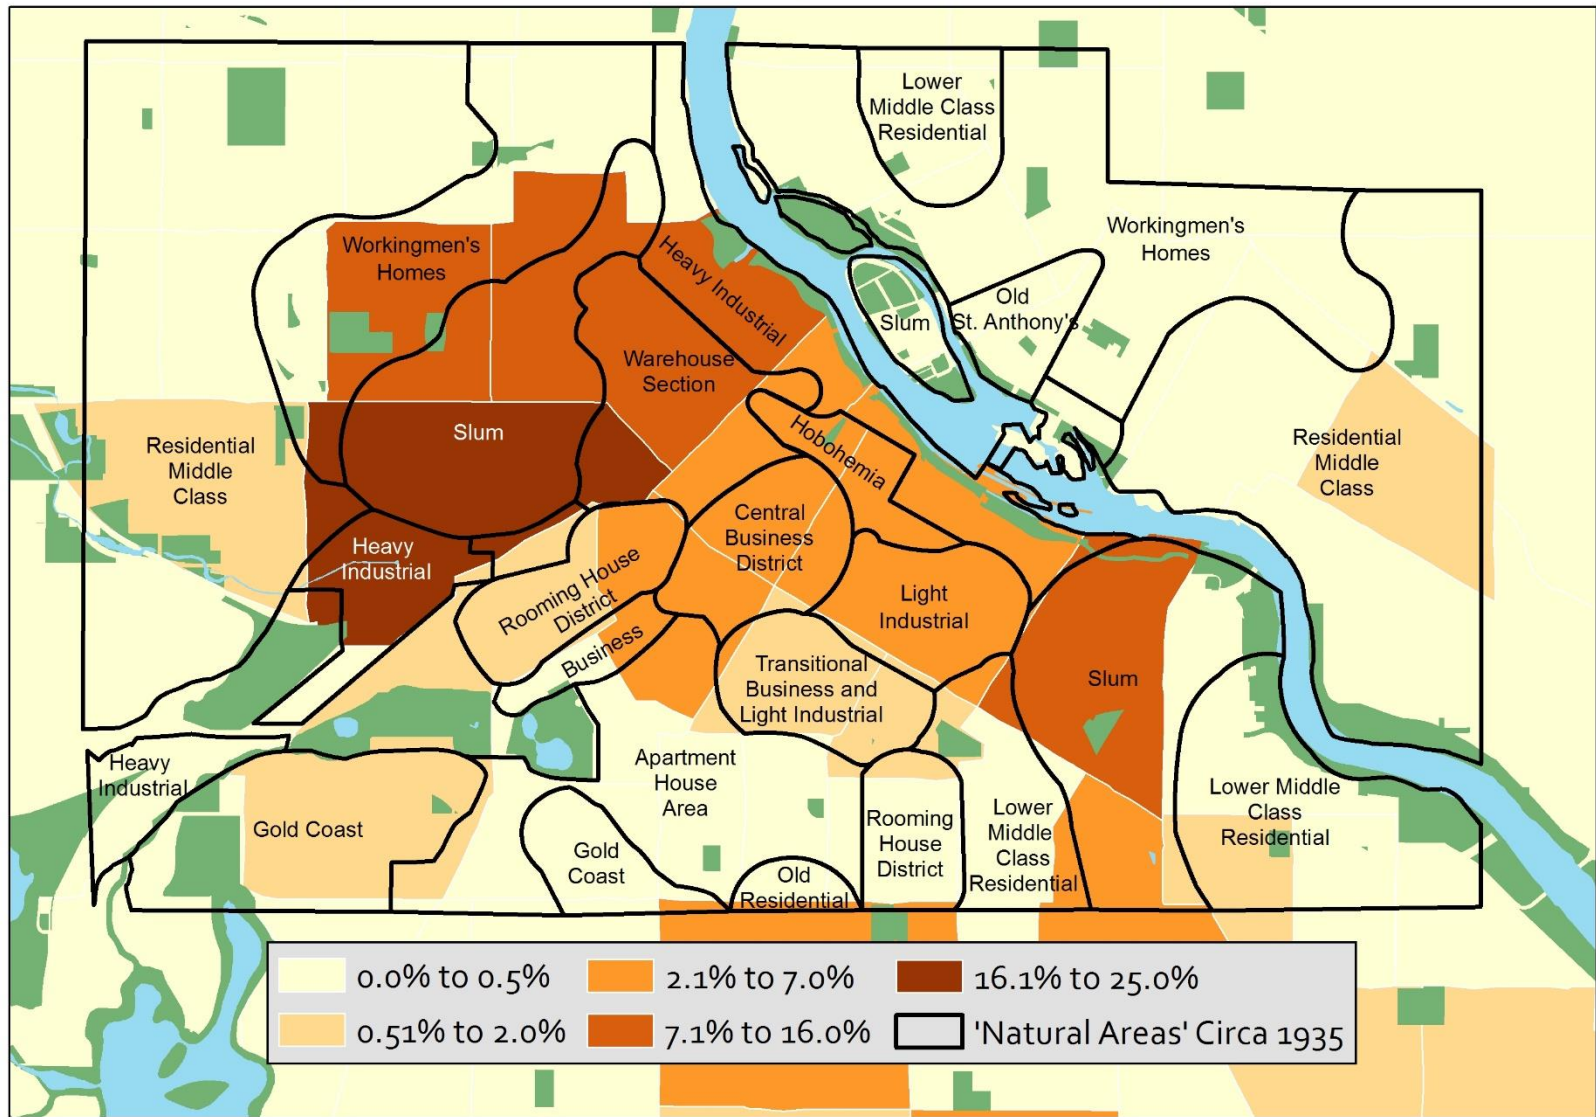 Lower
Middle Class
Residential
Workingmen's
Homes
Workingmen's
Homes
Heavy Industrial
Old
St. Anthony's
Slum
Warehouse
Section
Slum
Hobohemia
Residential
Middle
Class
Residential
Middle
Class
Central
Business
District
Heavy
Industrial
Rooming House
District
Light
Industrial
Business
Transitional
Business and
Light Industrial
Slum
Heavy
Industrial
Apartment
House
Area
Gold Coast
Gold
Coast
Old
Residential
Rooming
House
District
Lower
Middle
Class
Residential
Lower Middle
Class
Residential
0.0% to 0.5%
2.1% to 7.0%
16.1% to 25.0%
0.51% to 2.0%
7.1% to 16.0%
'Natural Areas' Circa 1935